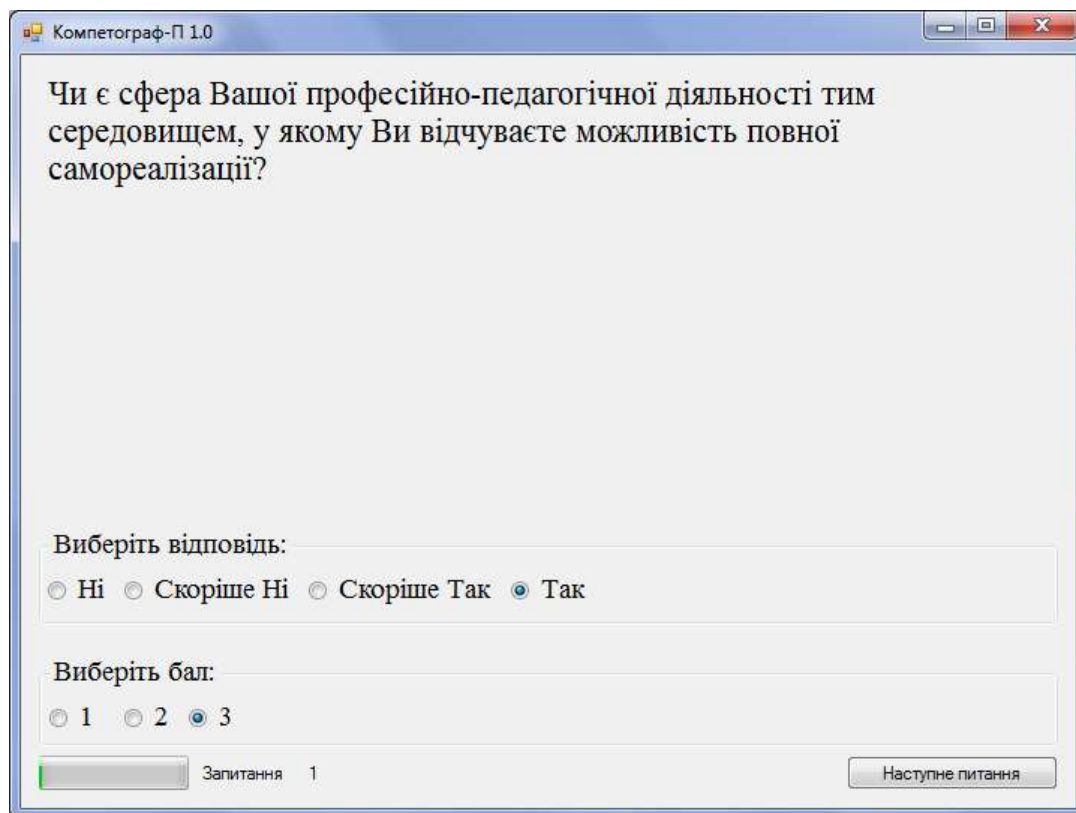 Компетограф-П 1.0
Чи є сфера Вашої професійно-педагогічної діяльності тим
середовищем, у якому Ви відчуваєте можливість повної
самореалізації?
Виберіть відповідь:
Ні Скоріше Ні Скоріше Так Так
Виберіть бал:
1 2 3
Запитання 1 Наступне питання